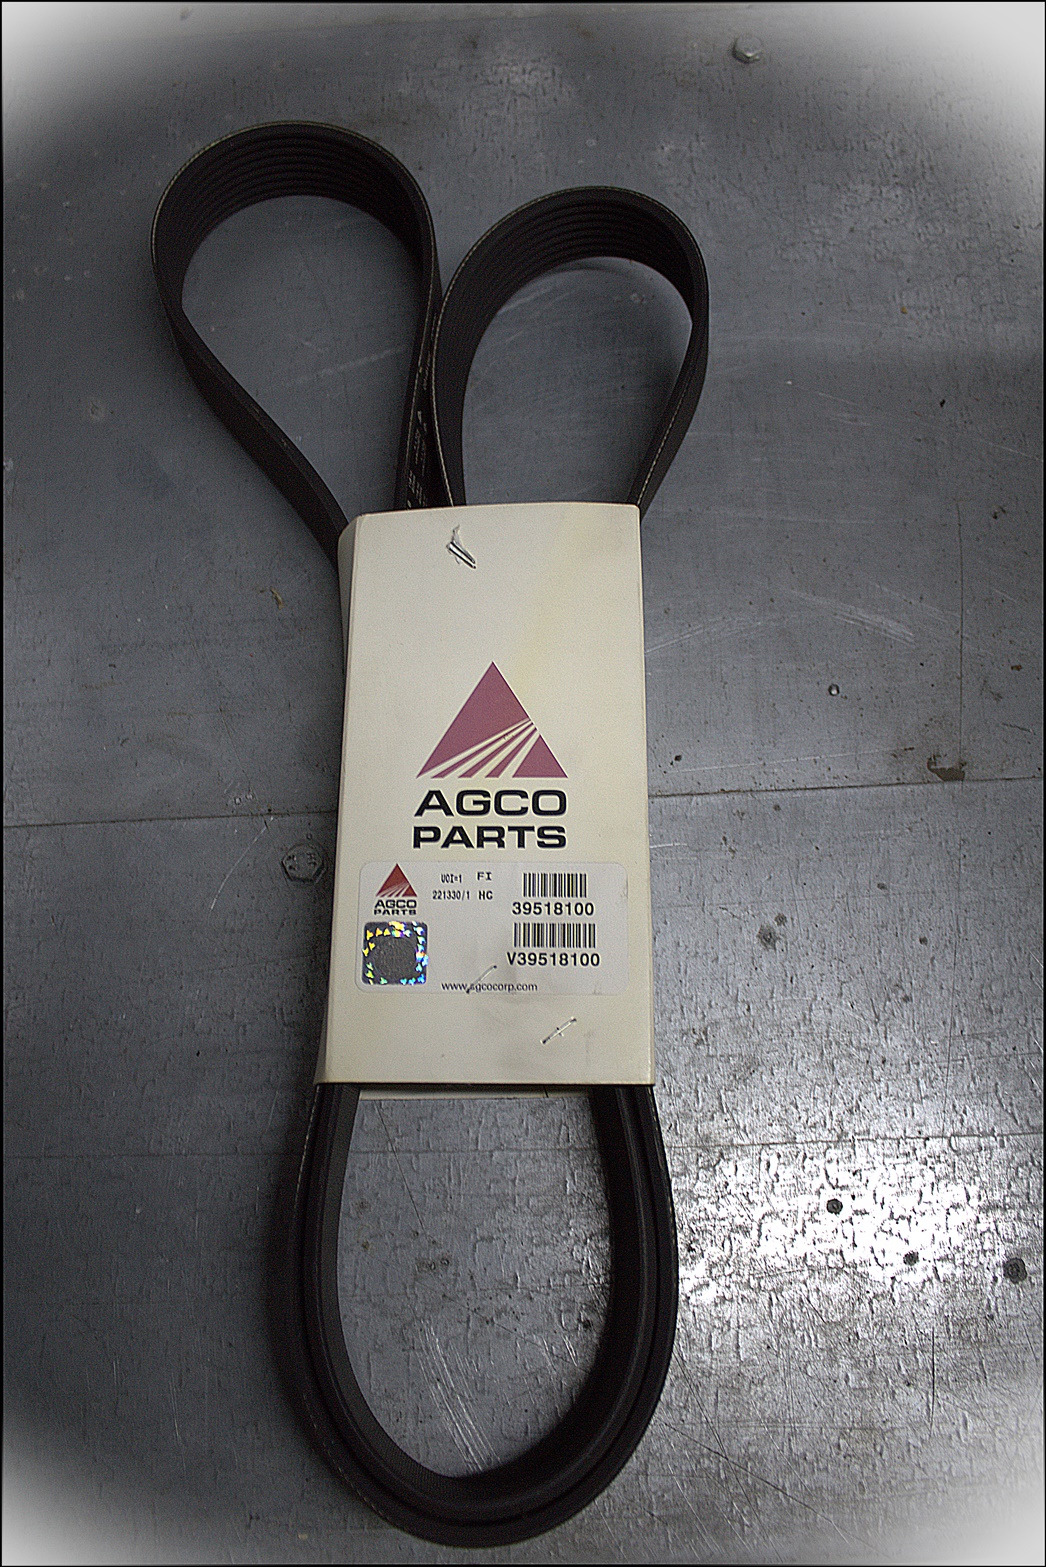 AGCO
PARTS
AGCO
PARTS
UOI=1 FI
221330/1 HC
39518100
V39518100
www.agcocorp.com